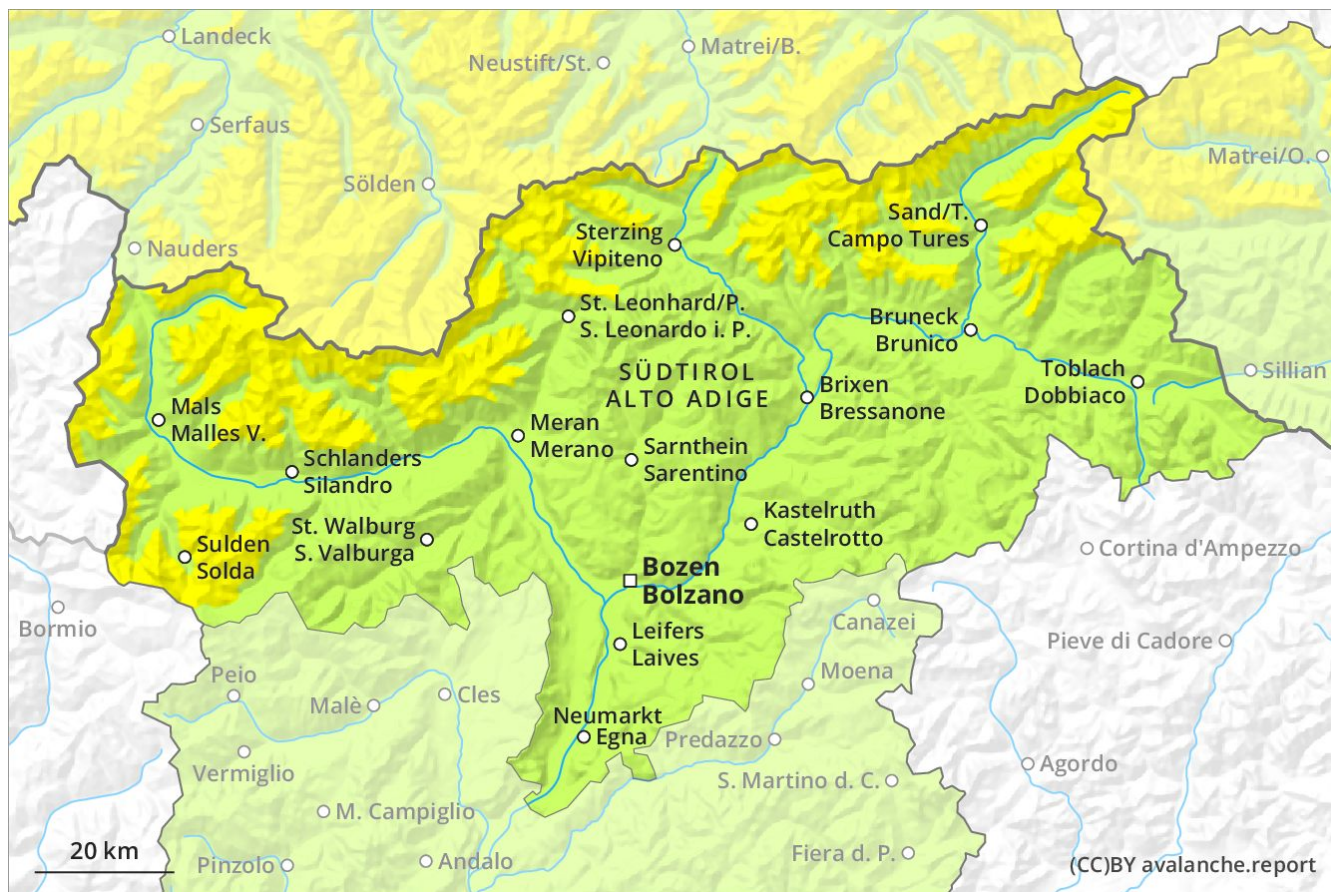 Landeck
Matrei/B.
Neustift/St.
Serfaus
Matrei/O.
Sölden
Sand/T.
Campo Tures
Sterzing
Vipiteno
Nauders
St. Leonhard/P.
S. Leonardo i. P.
Bruneck
Brunico
SÜDTIROL
ALTO ADIGE
Toblach
Dobbiaco
Sillian
Brixen
Bressanone
Mals
Malles V.
Meran
Merano
Sarnthein
Sarentino
Schlanders
Silandro
Kastelruth
Castelrotto
St. Walburg
S. Valburga
Sulden
Solda
Cortina d'Ampezzo
Bozen
Bolzano
Bormio
Canazei
Leifers
Laives
Pieve di Cadore
Peio
Moena
Malè
Cles
Neumarkt
Egna
Predazzo
Vermiglio
Agordo
S. Martino d. C.
M. Campiglio
20 km
Pinzolo
Andalo
Fiera d. P.
(CC)BY avalanche.report